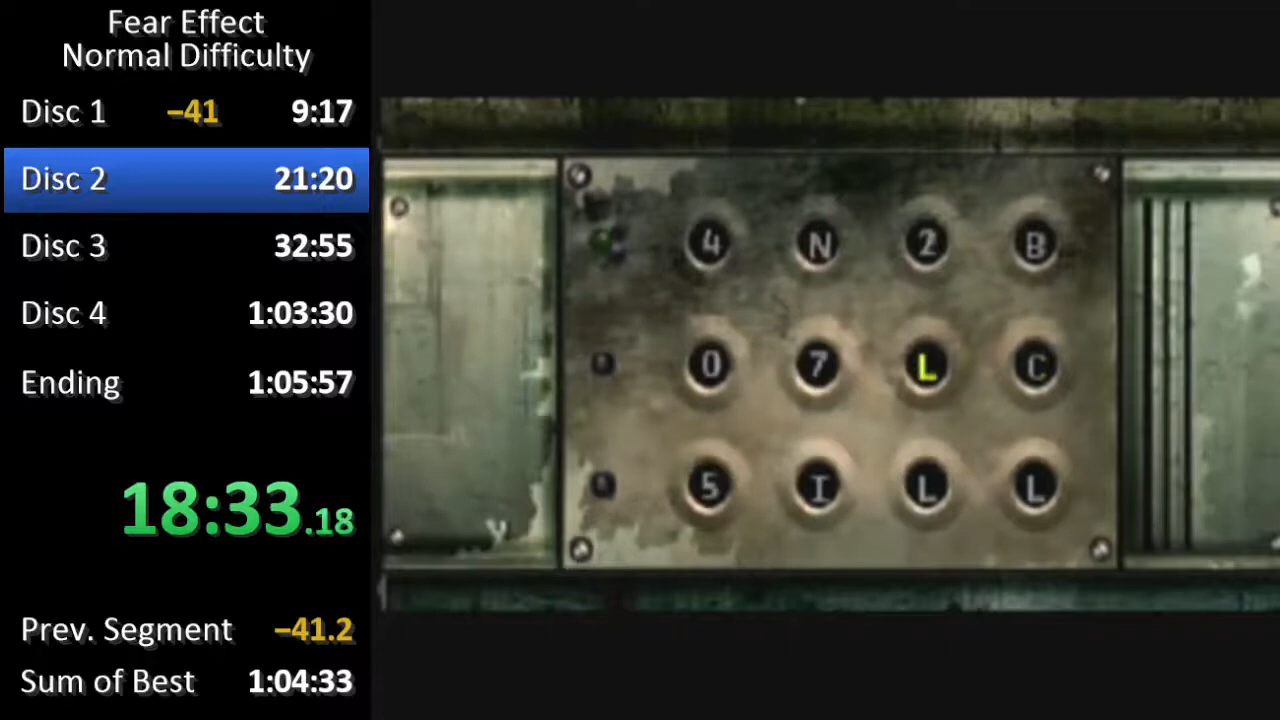 Fear Effect
Normal Difficulty
Disc 1 −41 9:17
Disc 2 21:20
Disc 3 32:55
Disc 4 1:03:30
Ending 1:05:57
18:33.18
Prev. Segment −41.2
Sum of Best 1:04:33
4 N 2 B
0 7 L C
5 I L L